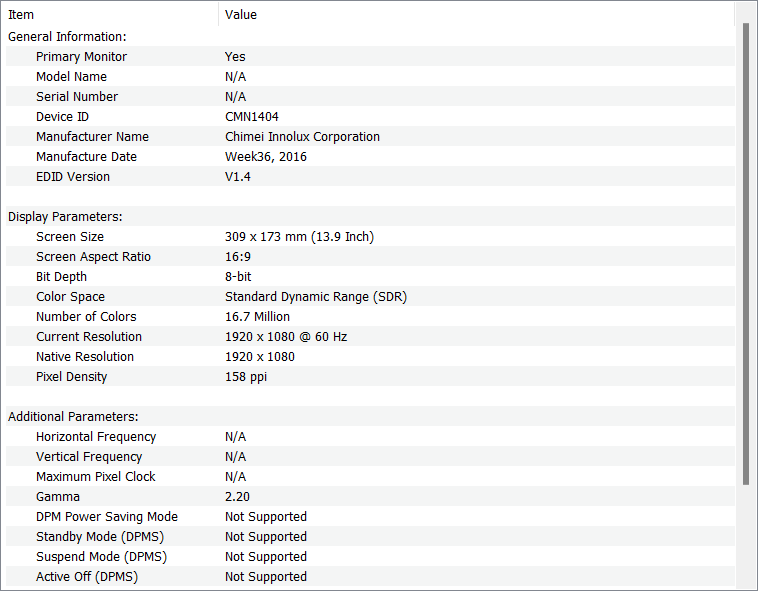 Item Value
General Information:
Primary Monitor Yes
Model Name N/A
Serial Number N/A
Device ID CMN1404
Manufacturer Name Chimei Innolux Corporation
Manufacture Date Week36, 2016
EDID Version V1.4
Display Parameters:
Screen Size 309 x 173 mm (13.9 Inch)
Screen Aspect Ratio 16:9
Bit Depth 8-bit
Color Space Standard Dynamic Range (SDR)
Number of Colors 16.7 Million
Current Resolution 1920 x 1080 @ 60 Hz
Native Resolution 1920 x 1080
Pixel Density 158 ppi
Additional Parameters:
Horizontal Frequency N/A
Vertical Frequency N/A
Maximum Pixel Clock N/A
Gamma 2.20
DPM Power Saving Mode Not Supported
Standby Mode (DPMS) Not Supported
Suspend Mode (DPMS) Not Supported
Active Off (DPMS) Not Supported